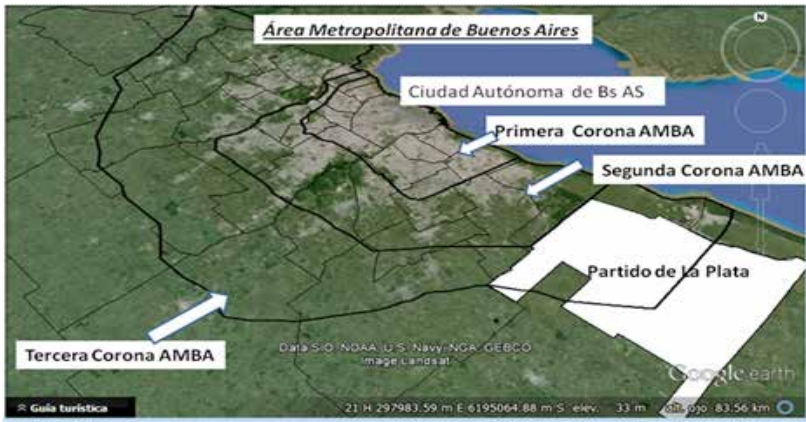 Área Metropolitana de Buenos Aires
N
Ciudad Autónoma de Bs AS
Primera Corona AMBA
Segunda Corona AMBA
Partido de La Plata
Tercera Corona AMBA
Data SIO, NOAA, U.S. Navy, NGA, GEBCO
Image Landsat
Google earth
Guía turística
21 H 297983.59 m E 6195064.88 m S elev. 33 m alt. ojo 83.56 km